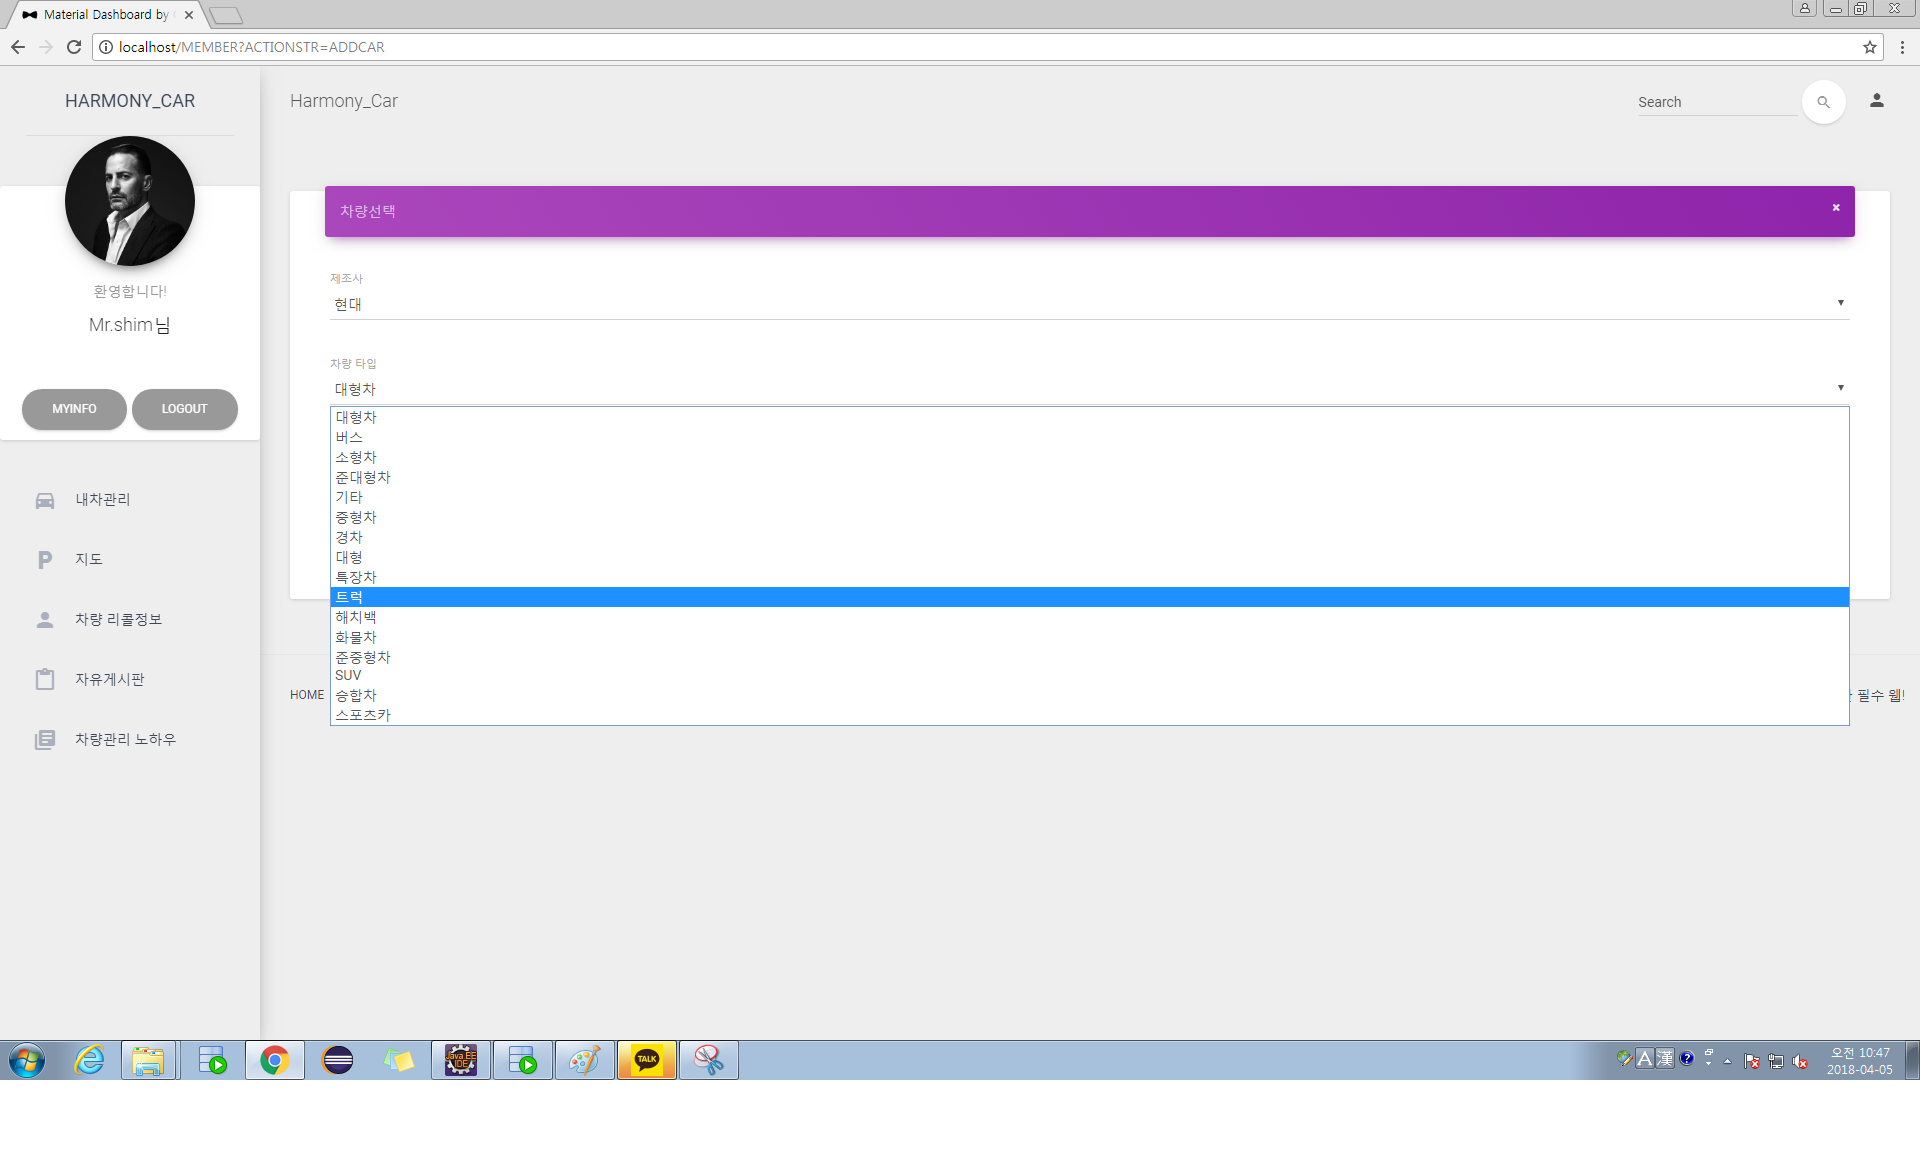 Material Dashboard by
localhost/MEMBER?ACTIONSTR=ADDCAR
HARMONY_CAR
Harmony_Car
Search
환영합니다!
Mr.shim님
MYINFO
LOGOUT
내차관리
지도
차량 리콜정보
자유게시판
차량관리 노하우
차량선택
제조사
현대
차량 타입
대형차
대형차
버스
소형차
준대형차
기타
중형차
경차
대형
특장차
트럭
해치백
화물차
준중형차
SUV
승합차
스포츠카
HOME
필수 웹!
Java EE
IDE
TALK
A 漢
오전 10:47
2018-04-05